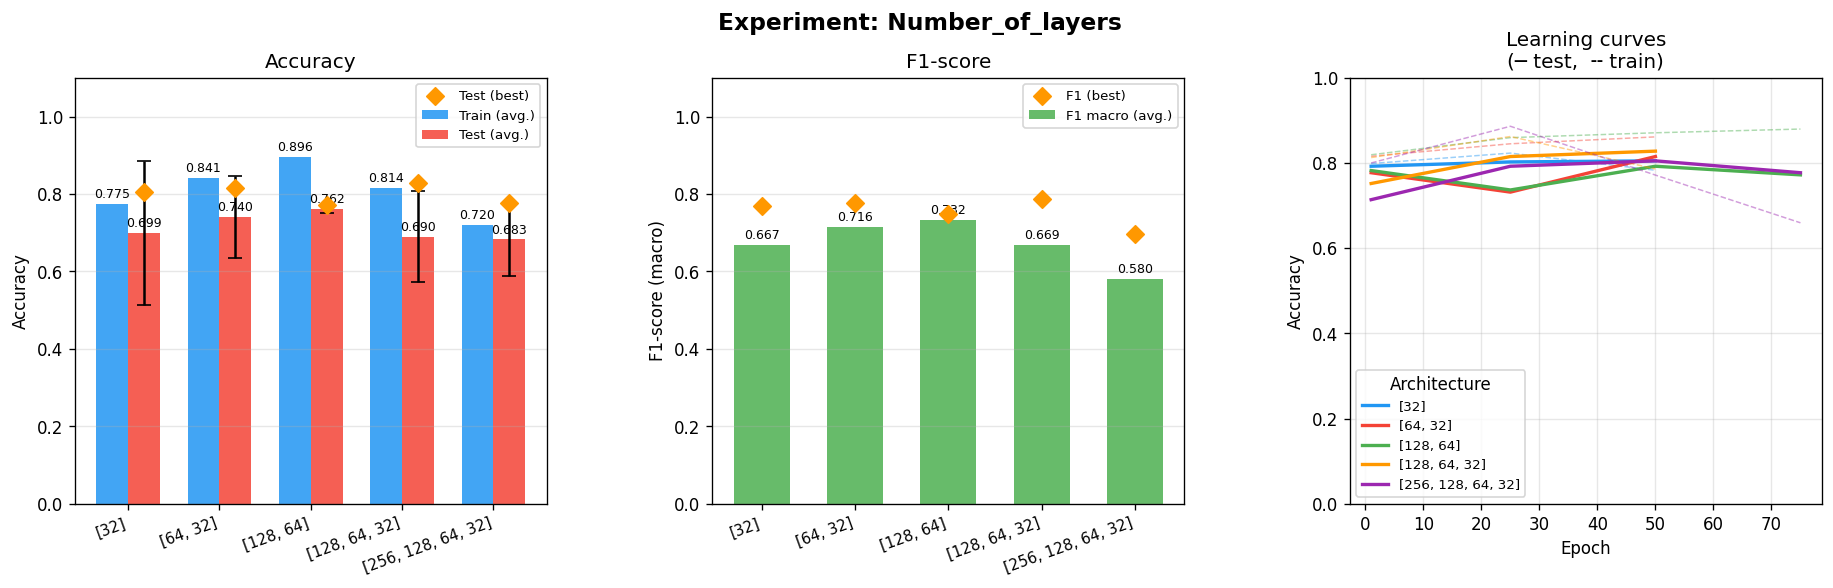 Experiment: Number_of_layers
Accuracy
Accuracy
1.0
0.8
0.6
0.4
0.2
0.0
Test (best)
Train (avg.)
Test (avg.)
0.775
0.699
0.841
0.740
0.896
0.762
0.814
0.690
0.720
0.683
[32]
[64, 32]
[128, 64]
[128, 64, 32]
[256, 128, 64, 32]
F1-score
F1-score (macro)
1.0
0.8
0.6
0.4
0.2
0.0
F1 (best)
F1 macro (avg.)
0.667
0.716
0.732
0.669
0.580
[32]
[64, 32]
[128, 64]
[128, 64, 32]
[256, 128, 64, 32]
Learning curves
(— test, -- train)
Accuracy
1.0
0.8
0.6
0.4
0.2
0.0
Architecture
[32]
[64, 32]
[128, 64]
[128, 64, 32]
[256, 128, 64, 32]
0 10 20 30 40 50 60 70
Epoch